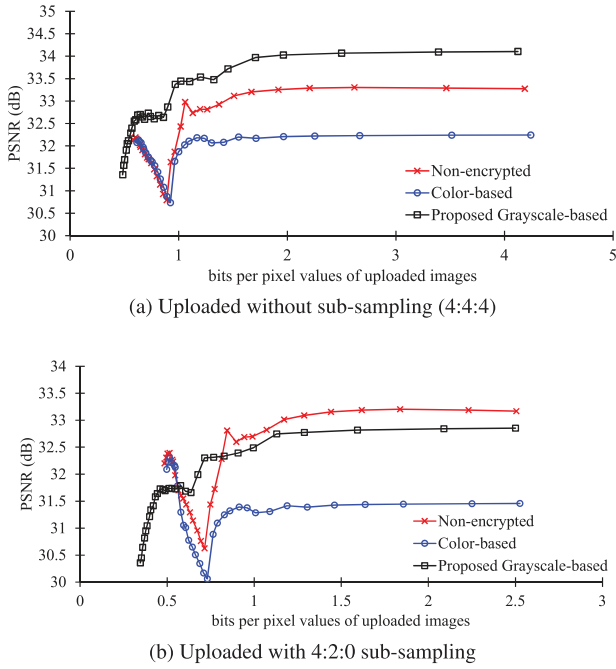 35
34.5
34
33.5
33
32.5
32
31.5
31
30.5
30
PSNR (dB)
0 1 2 3 4 5
bits per pixel values of uploaded images
Non-encrypted
Color-based
Proposed Grayscale-based
(a) Uploaded without sub-sampling (4:4:4)
34
33.5
33
32.5
32
31.5
31
30.5
30
PSNR (dB)
0 0.5 1 1.5 2 2.5 3
bits per pixel values of uploaded images
Non-encrypted
Color-based
Proposed Grayscale-based
(b) Uploaded with 4:2:0 sub-sampling